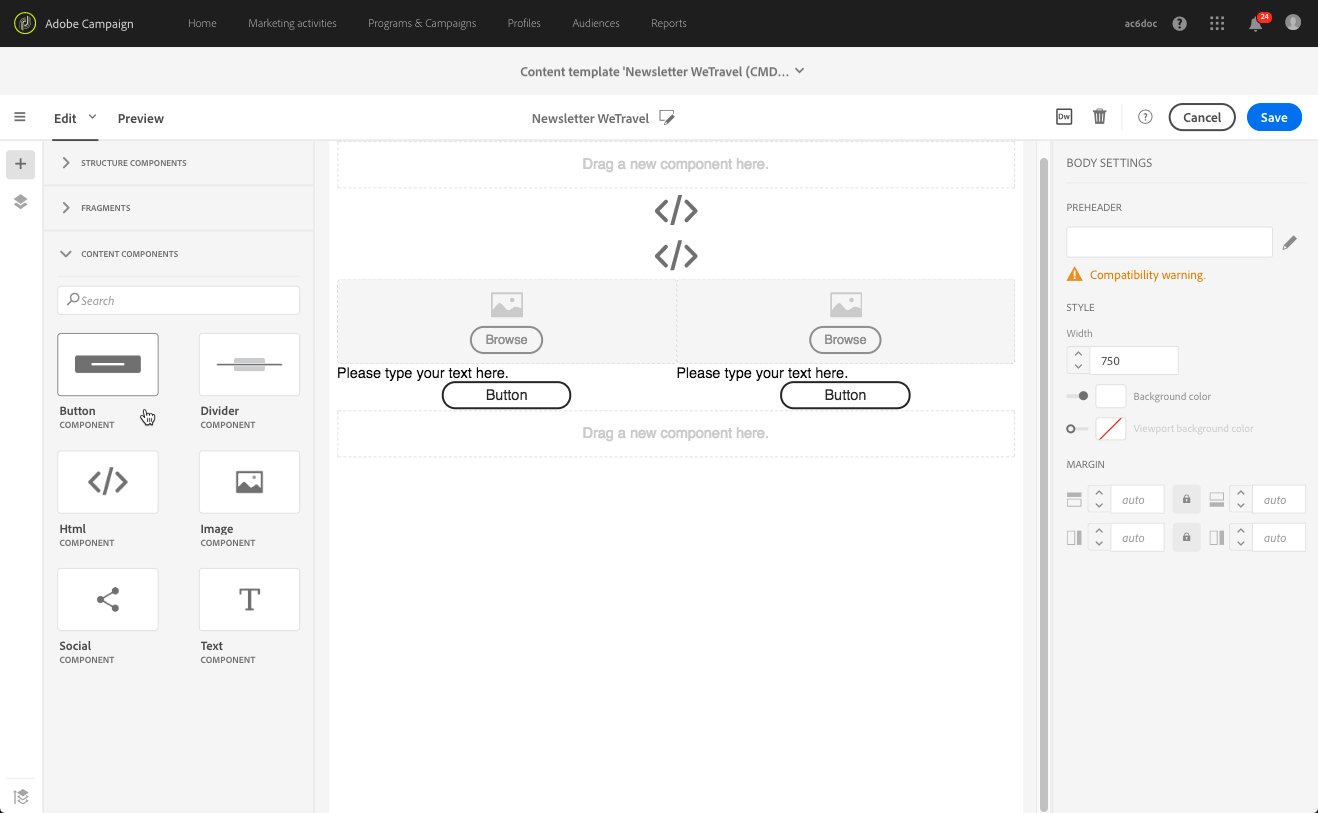 Adobe Campaign Home Marketing activities Programs & Campaigns Profiles Audiences Reports ac6doc ? 24
Content template 'Newsletter WeTravel (CMD...
Edit Preview Newsletter WeTravel Dw ? Cancel Save
STRUCTURE COMPONENTS
FRAGMENTS
CONTENT COMPONENTS
Search
Button
COMPONENT
Divider
COMPONENT
Html
COMPONENT
Image
COMPONENT
Social
COMPONENT
T
Text
COMPONENT
Drag a new component here.
Browse Browse
Please type your text here. Please type your text here.
Button Button
Drag a new component here.
BODY SETTINGS
PREHEADER
Compatibility warning.
STYLE
Width
750
Background color
Viewport background color
MARGIN
auto auto
auto auto